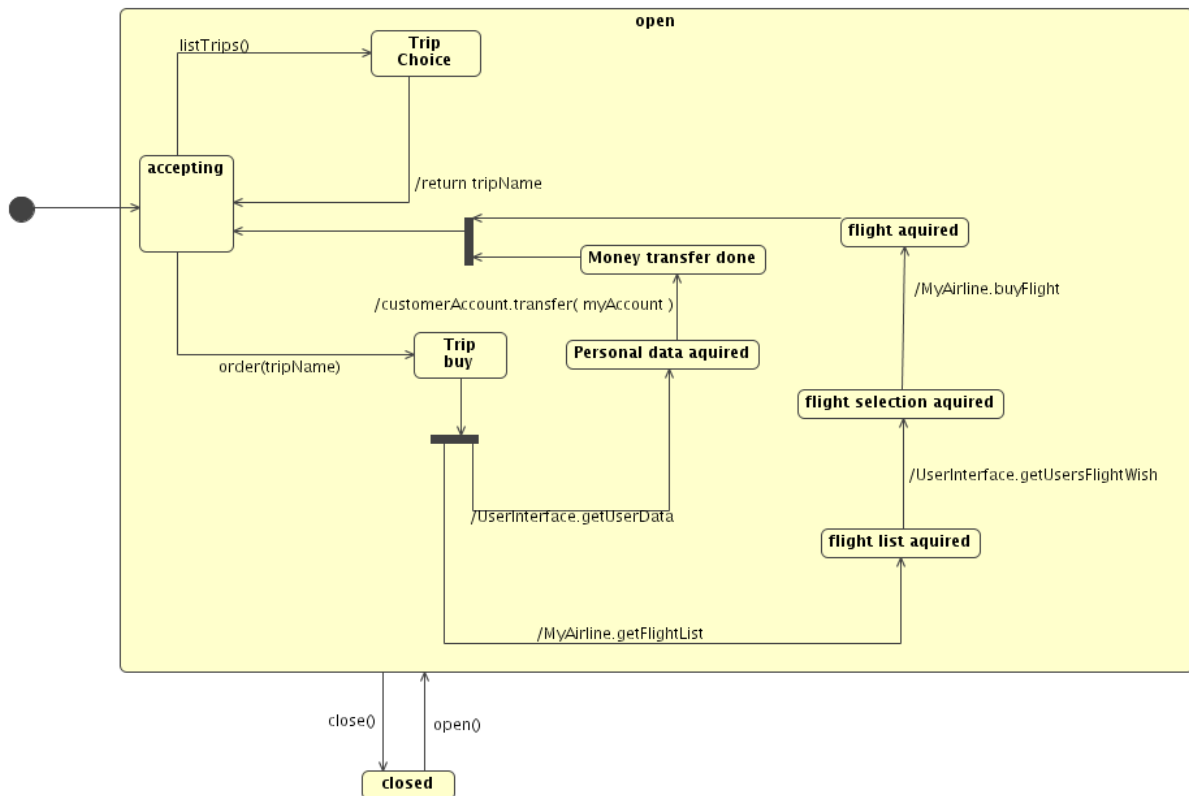 open
listTrips()
Trip
Choice
accepting
/return tripName
flight aquired
Money transfer done
/MyAirline.buyFlight
/customerAccount.transfer( myAccount )
Trip
buy
Personal data aquired
order(tripName)
flight selection aquired
/UserInterface.getUsersFlightWish
/UserInterface.getUserData
flight list aquired
/MyAirline.getFlightList
close()
open()
closed